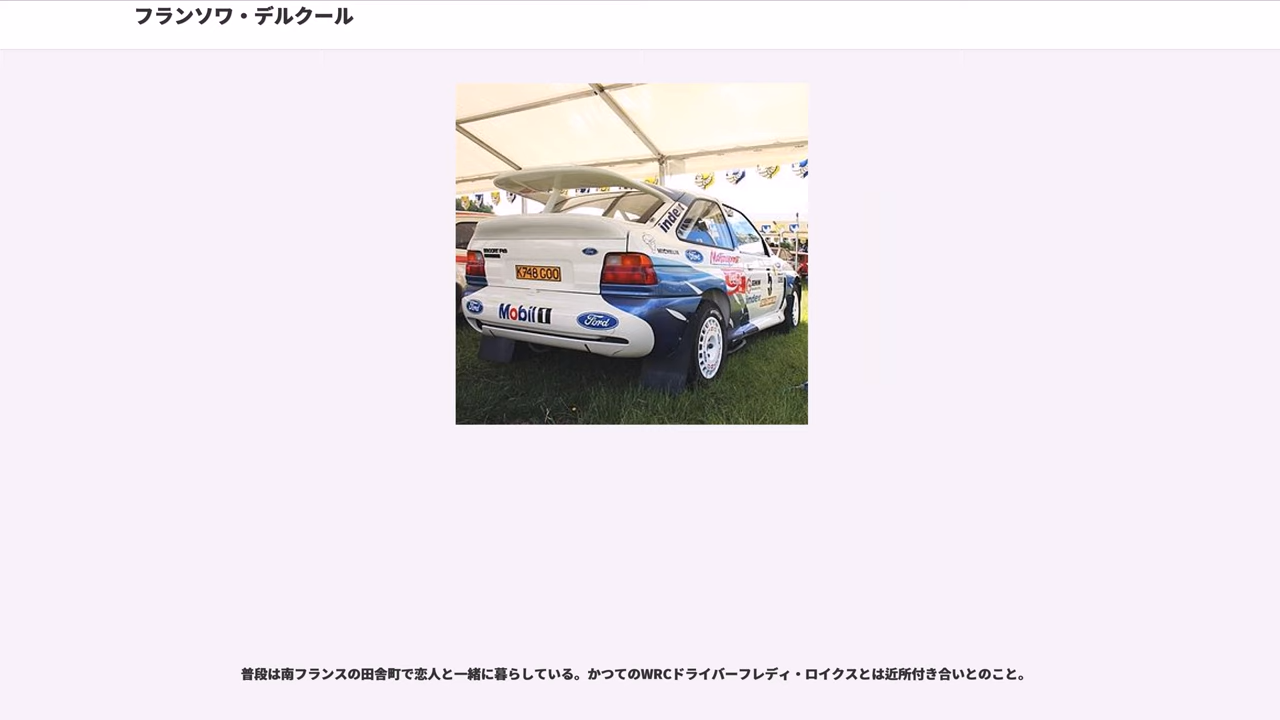 フランソワ・デルクール
index
Ford
K748 GOO
Ford
Mobil 1
Ford
普段は南フランスの田舎町で恋人と一緒に暮らしている。かつてのWRCドライバーフレディ・ロイクスとは近所付き合いとのこと。